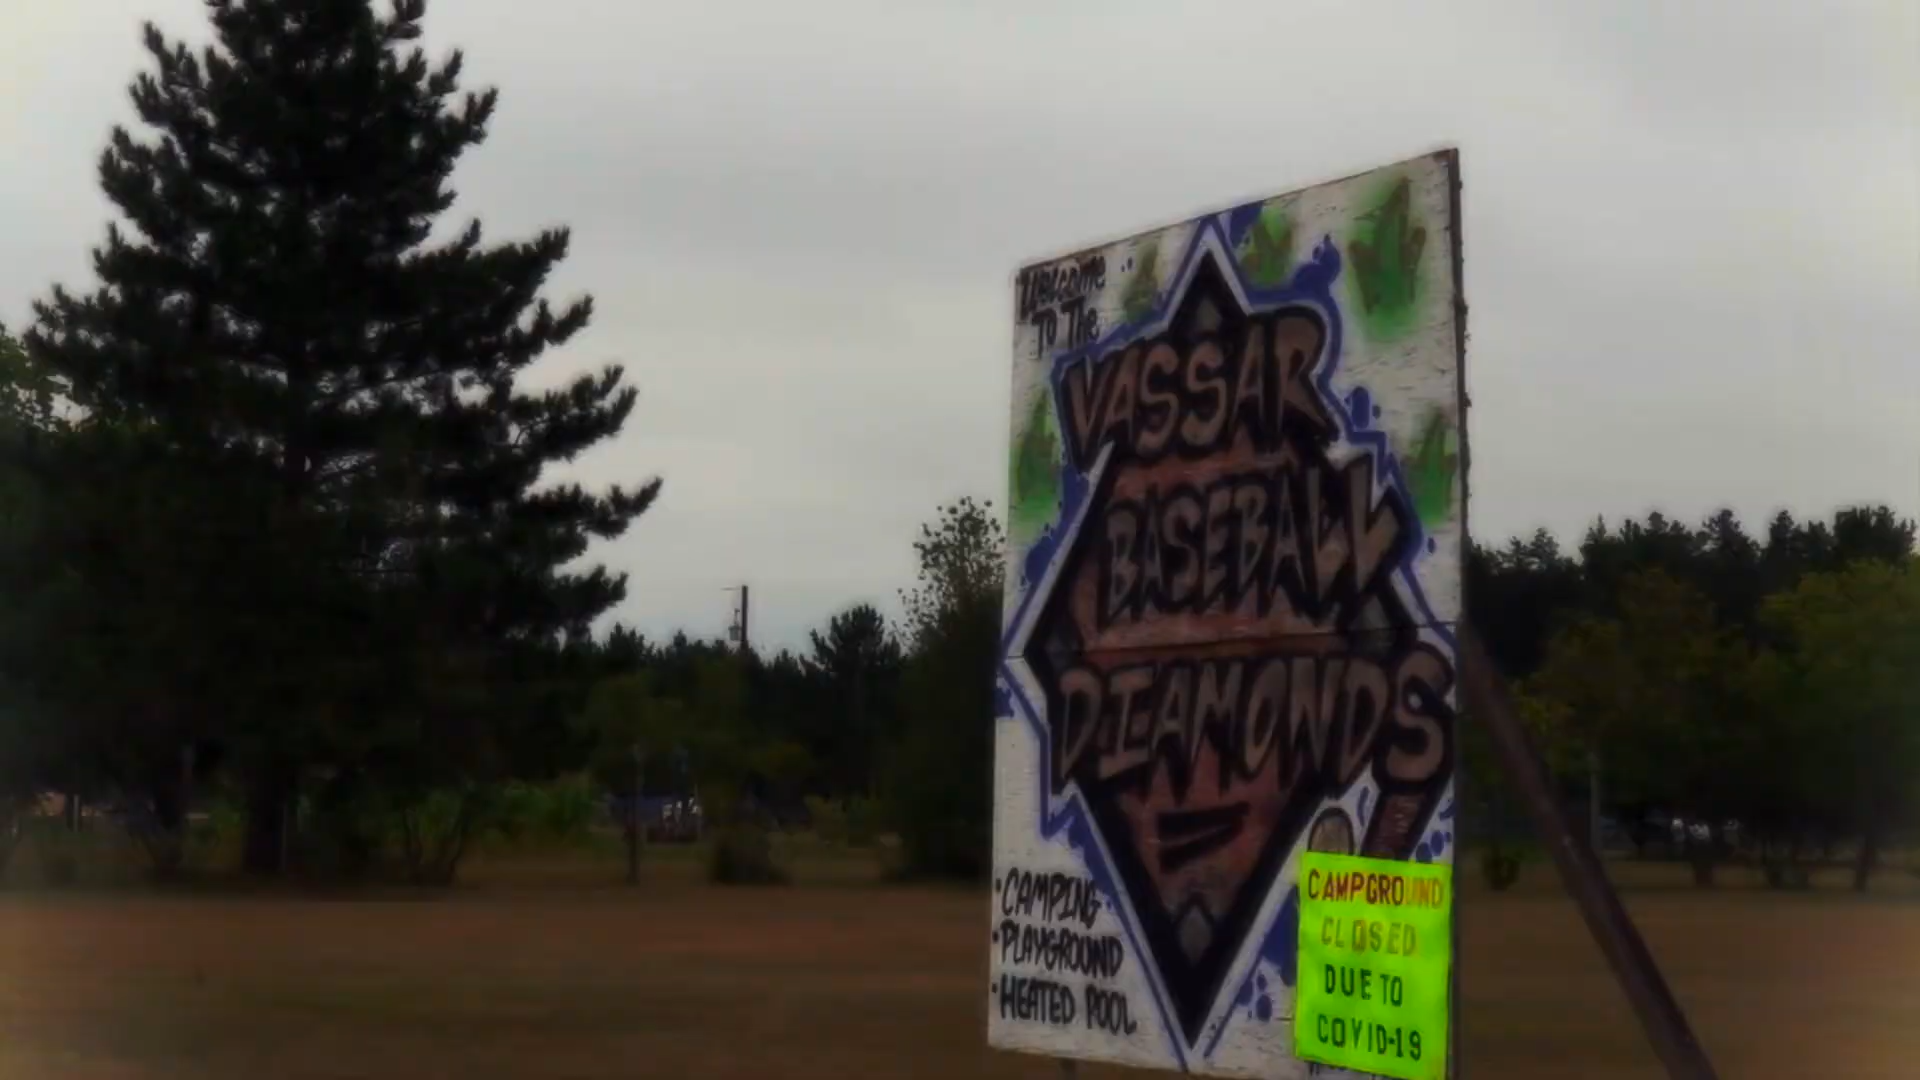 Welcome
To The
VASSAR
BASEBALL
DIAMONDS
• CAMPING
• PLAYGROUND
• HEATED POOL
CAMPGROUND
CLOSED
DUE TO
COVID-19